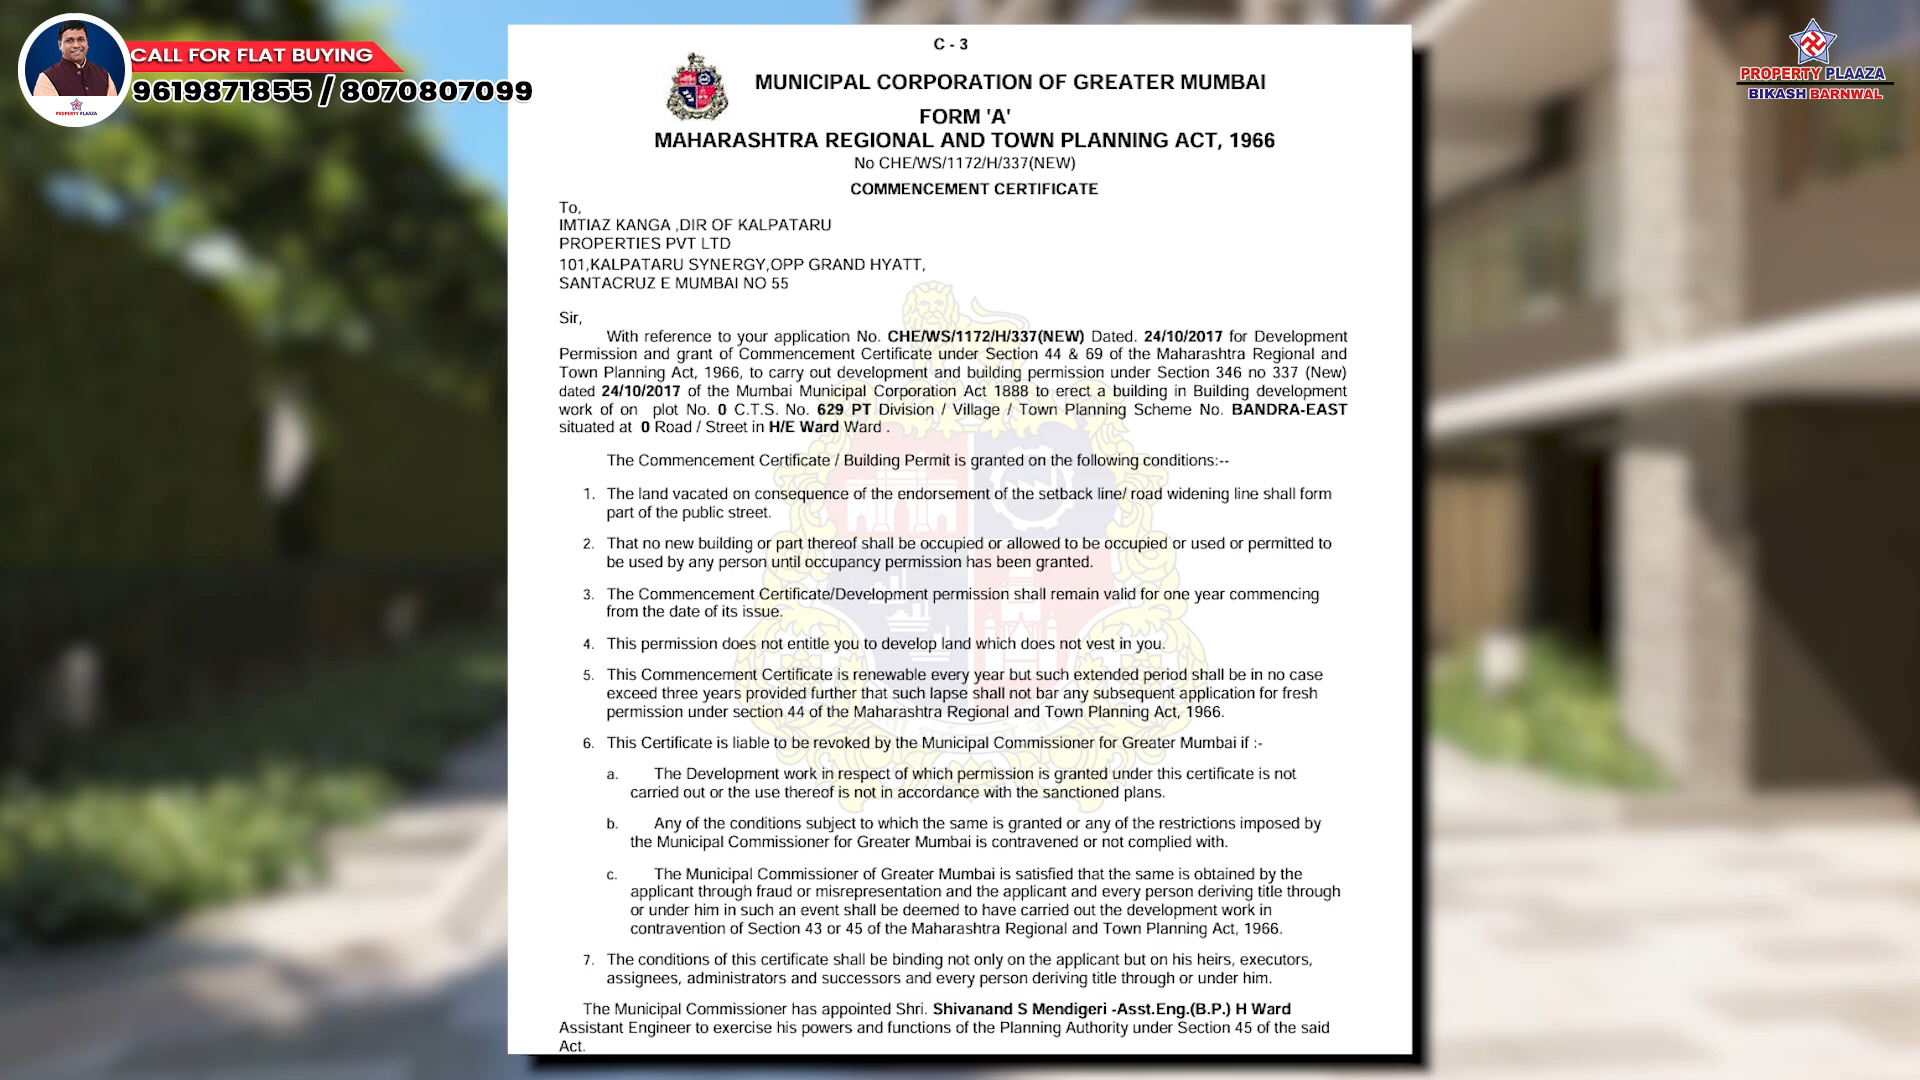 CALL FOR FLAT BUYING
9619871855 / 8070807099
PROPERTY PLAAZA
PROPERTY PLAAZA
BIKASH BARNWAL
C - 3
MUNICIPAL CORPORATION OF GREATER MUMBAI
FORM 'A'
MAHARASHTRA REGIONAL AND TOWN PLANNING ACT, 1966
No CHE/WS/1172/H/337(NEW)
COMMENCEMENT CERTIFICATE
To,
IMTIAZ KANGA ,DIR OF KALPATARU
PROPERTIES PVT LTD
101,KALPATARU SYNERGY,OPP GRAND HYATT,
SANTACRUZ E MUMBAI NO 55
Sir,
With reference to your application No. CHE/WS/1172/H/337(NEW) Dated. 24/10/2017 for Development
Permission and grant of Commencement Certificate under Section 44 & 69 of the Maharashtra Regional and
Town Planning Act, 1966, to carry out development and building permission under Section 346 no 337 (New)
dated 24/10/2017 of the Mumbai Municipal Corporation Act 1888 to erect a building in Building development
work of on plot No. 0 C.T.S. No. 629 PT Division / Village / Town Planning Scheme No. BANDRA-EAST
situated at 0 Road / Street in H/E Ward Ward .
The Commencement Certificate / Building Permit is granted on the following conditions:--
1. The land vacated on consequence of the endorsement of the setback line/ road widening line shall form
part of the public street.
2. That no new building or part thereof shall be occupied or allowed to be occupied or used or permitted to
be used by any person until occupancy permission has been granted.
3. The Commencement Certificate/Development permission shall remain valid for one year commencing
from the date of its issue.
4. This permission does not entitle you to develop land which does not vest in you.
5. This Commencement Certificate is renewable every year but such extended period shall be in no case
exceed three years provided further that such lapse shall not bar any subsequent application for fresh
permission under section 44 of the Maharashtra Regional and Town Planning Act, 1966.
6. This Certificate is liable to be revoked by the Municipal Commissioner for Greater Mumbai if :-
a. The Development work in respect of which permission is granted under this certificate is not
carried out or the use thereof is not in accordance with the sanctioned plans.
b. Any of the conditions subject to which the same is granted or any of the restrictions imposed by
the Municipal Commissioner for Greater Mumbai is contravened or not complied with.
c. The Municipal Commissioner of Greater Mumbai is satisfied that the same is obtained by the
applicant through fraud or misrepresentation and the applicant and every person deriving title through
or under him in such an event shall be deemed to have carried out the development work in
contravention of Section 43 or 45 of the Maharashtra Regional and Town Planning Act, 1966.
7. The conditions of this certificate shall be binding not only on the applicant but on his heirs, executors,
assignees, administrators and successors and every person deriving title through or under him.
The Municipal Commissioner has appointed Shri. Shivanand S Mendigeri -Asst.Eng.(B.P.) H Ward
Assistant Engineer to exercise his powers and functions of the Planning Authority under Section 45 of the said
Act.